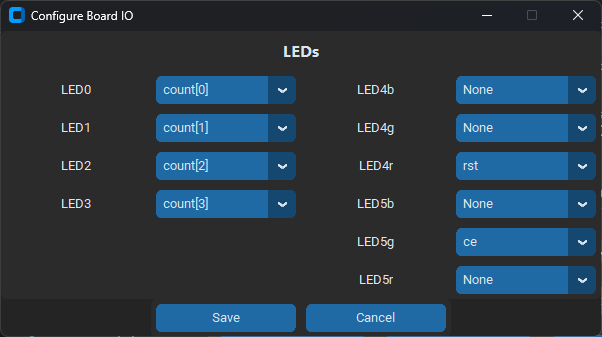 Configure Board IO
LEDs
LED0 count[0] LED4b None
LED1 count[1] LED4g None
LED2 count[2] LED4r rst
LED3 count[3] LED5b None
LED5g ce
LED5r None
Save Cancel